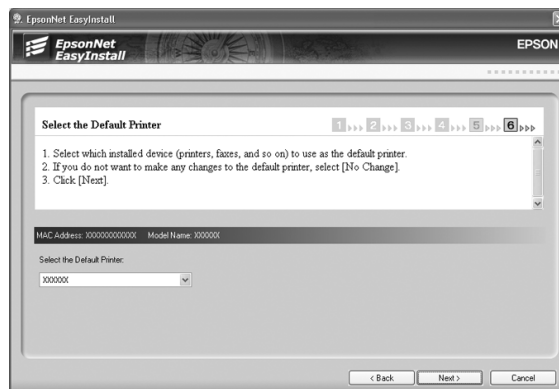 EpsonNet EasyInstall
EpsonNet
EasyInstall
EPSON
Select the Default Printer
1 2 3 4 5 6
1. Select which installed device (printers, faxes, and so on) to use as the default printer.
2. If you do not want to make any changes to the default printer, select [No Change].
3. Click [Next].
MAC Address: XXXXXXXXXXXX Model Name: XXXXXX
Select the Default Printer:
XXXXXX
< Back Next > Cancel